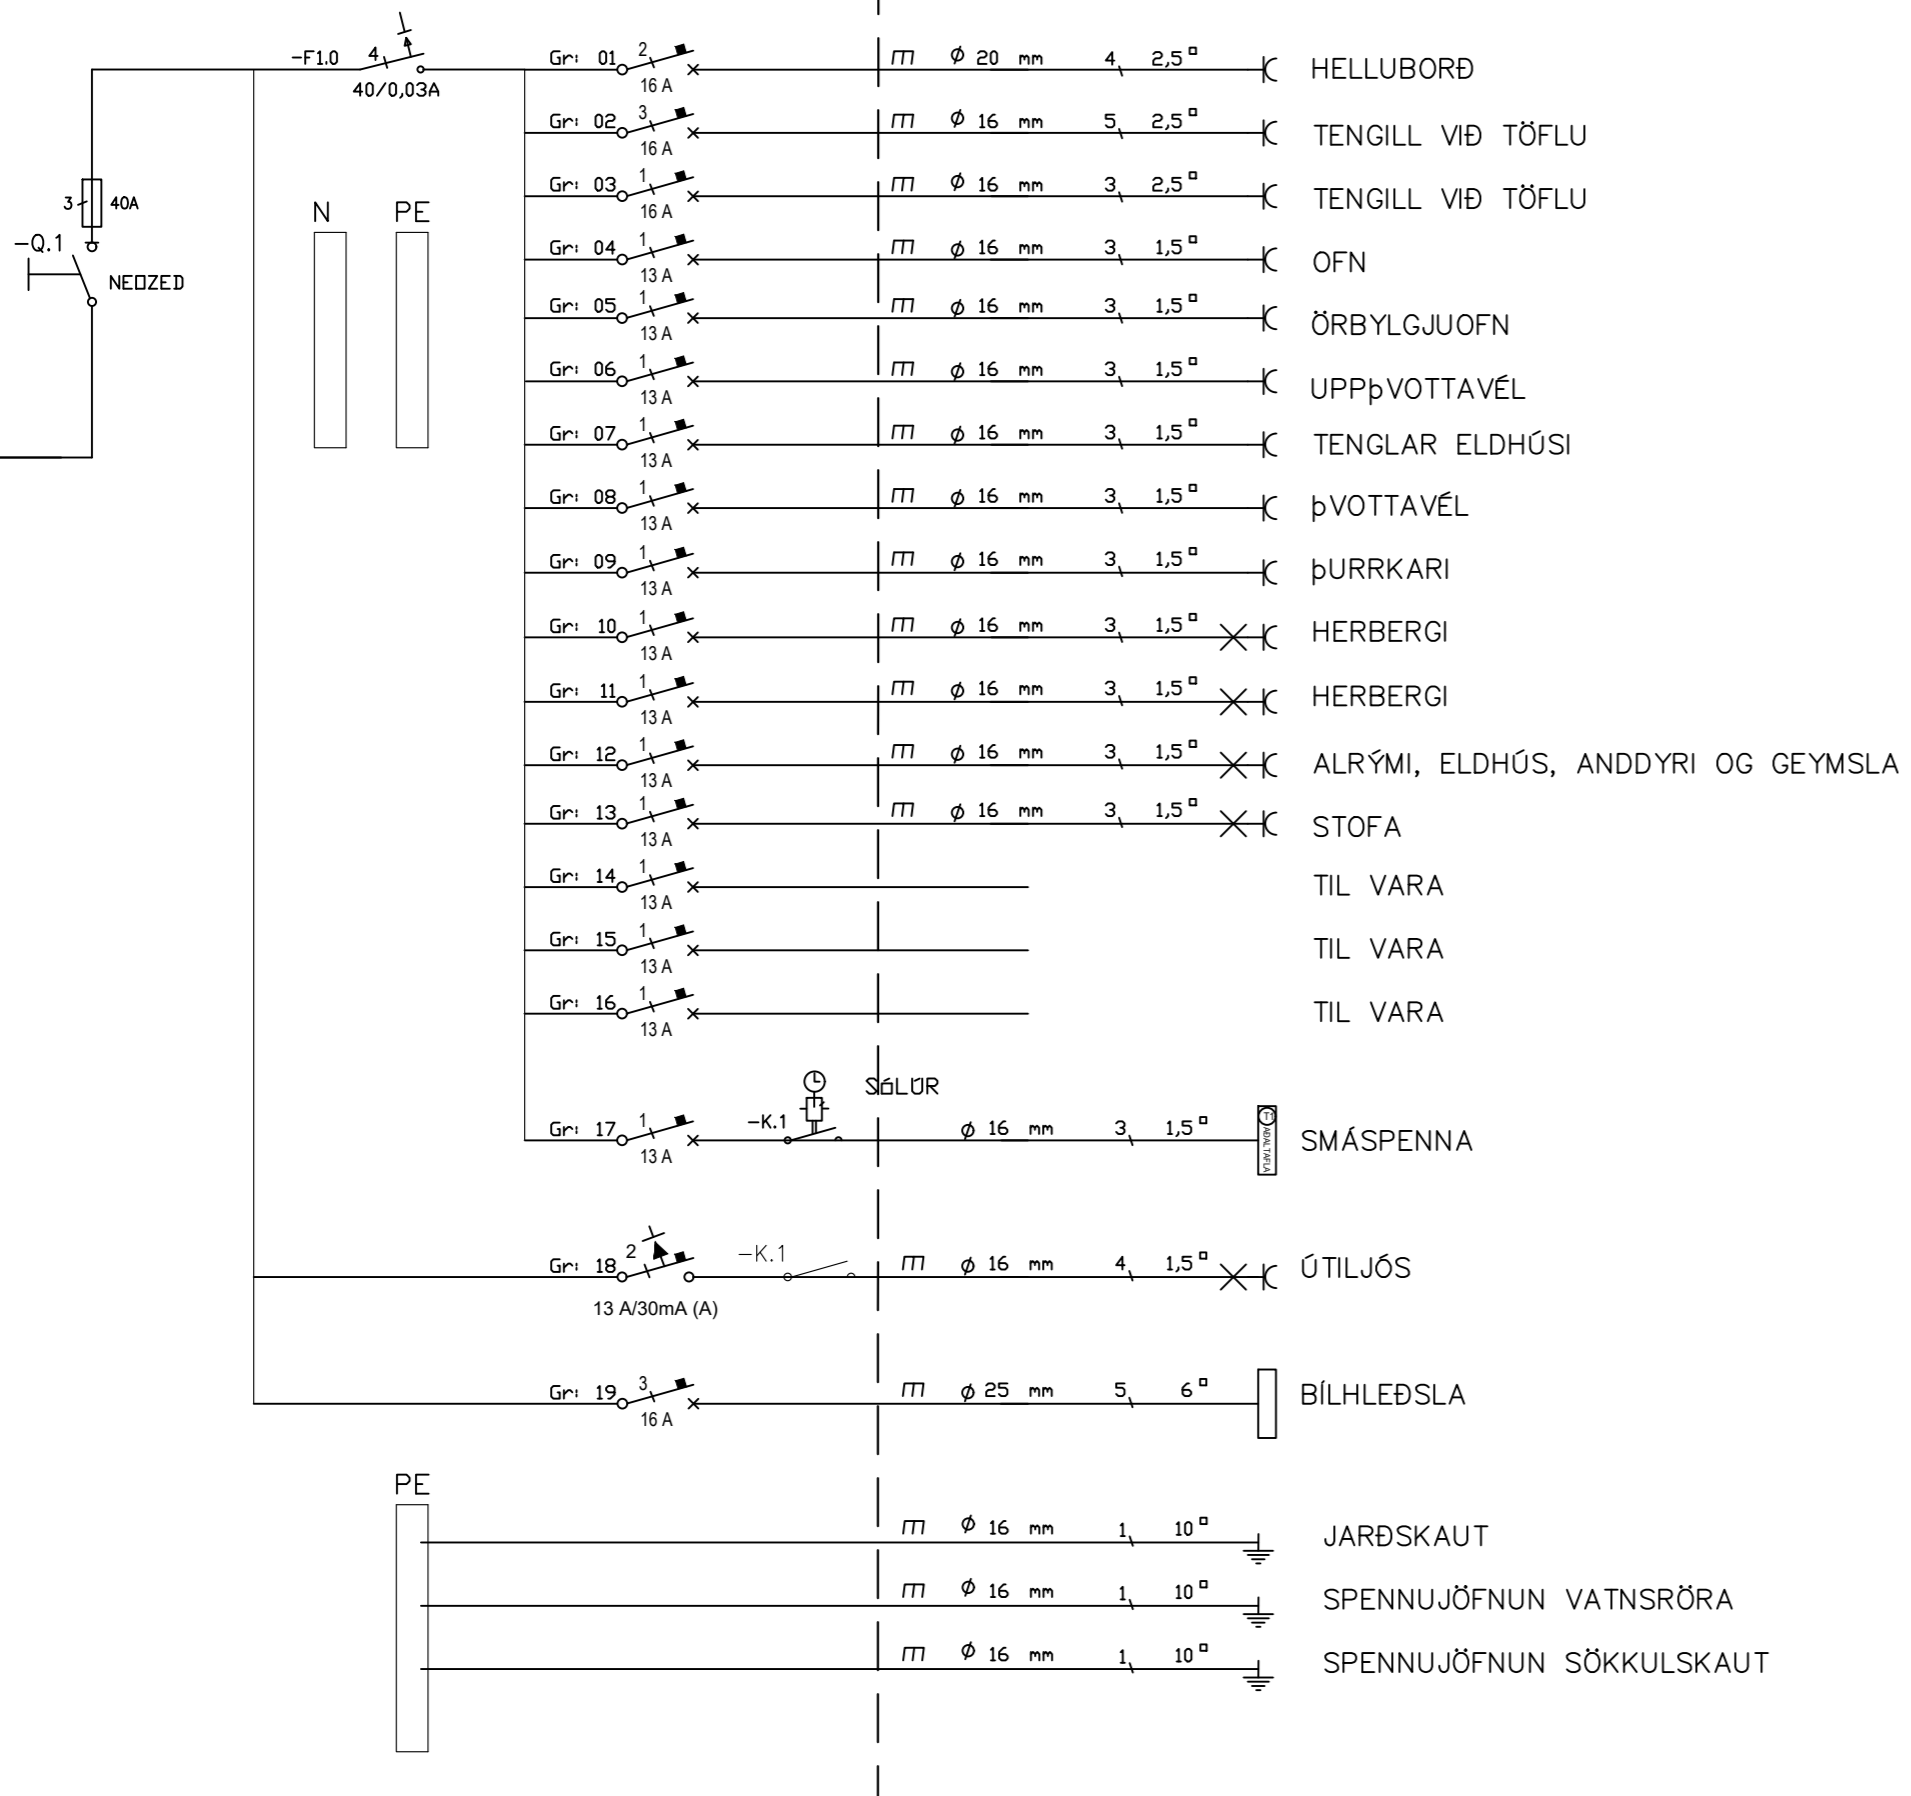 -F1.0 4 40/0,03A
3 40A
-Q.1
NEOZED
N PE
Gr: 01 2 16 A ϕ 20 mm 4 2,5▫ HELLUBORÐ
Gr: 02 3 16 A ϕ 16 mm 5 2,5▫ TENGILL VIÐ TÖFLU
Gr: 03 1 16 A ϕ 16 mm 3 2,5▫ TENGILL VIÐ TÖFLU
Gr: 04 1 13 A ϕ 16 mm 3 1,5▫ OFN
Gr: 05 1 13 A ϕ 16 mm 3 1,5▫ ÖRBYLGJUOFN
Gr: 06 1 13 A ϕ 16 mm 3 1,5▫ UPPþVOTTAVÉL
Gr: 07 1 13 A ϕ 16 mm 3 1,5▫ TENGLAR ELDHÚSI
Gr: 08 1 13 A ϕ 16 mm 3 1,5▫ þVOTTAVÉL
Gr: 09 1 13 A ϕ 16 mm 3 1,5▫ þURRKARI
Gr: 10 1 13 A ϕ 16 mm 3 1,5▫ HERBERGI
Gr: 11 1 13 A ϕ 16 mm 3 1,5▫ HERBERGI
Gr: 12 1 13 A ϕ 16 mm 3 1,5▫ ALRÝMI, ELDHÚS, ANDDYRI OG GEYMSLA
Gr: 13 1 13 A ϕ 16 mm 3 1,5▫ STOFA
Gr: 14 1 13 A TIL VARA
Gr: 15 1 13 A TIL VARA
Gr: 16 1 13 A TIL VARA
SóLÚR
Gr: 17 1 13 A -K.1 ϕ 16 mm 3 1,5▫ T1 AÐALTAFLA SMÁSPENNA
Gr: 18 2 13 A/30mA (A) -K.1 ϕ 16 mm 4 1,5▫ ÚTILJÓS
Gr: 19 3 16 A ϕ 25 mm 5 6▫ BÍLHLEÐSLA
PE
ϕ 16 mm 1 10▫ JARÐSKAUT
ϕ 16 mm 1 10▫ SPENNUJÖFNUN VATNSRÖRA
ϕ 16 mm 1 10▫ SPENNUJÖFNUN SÖKKULSKAUT